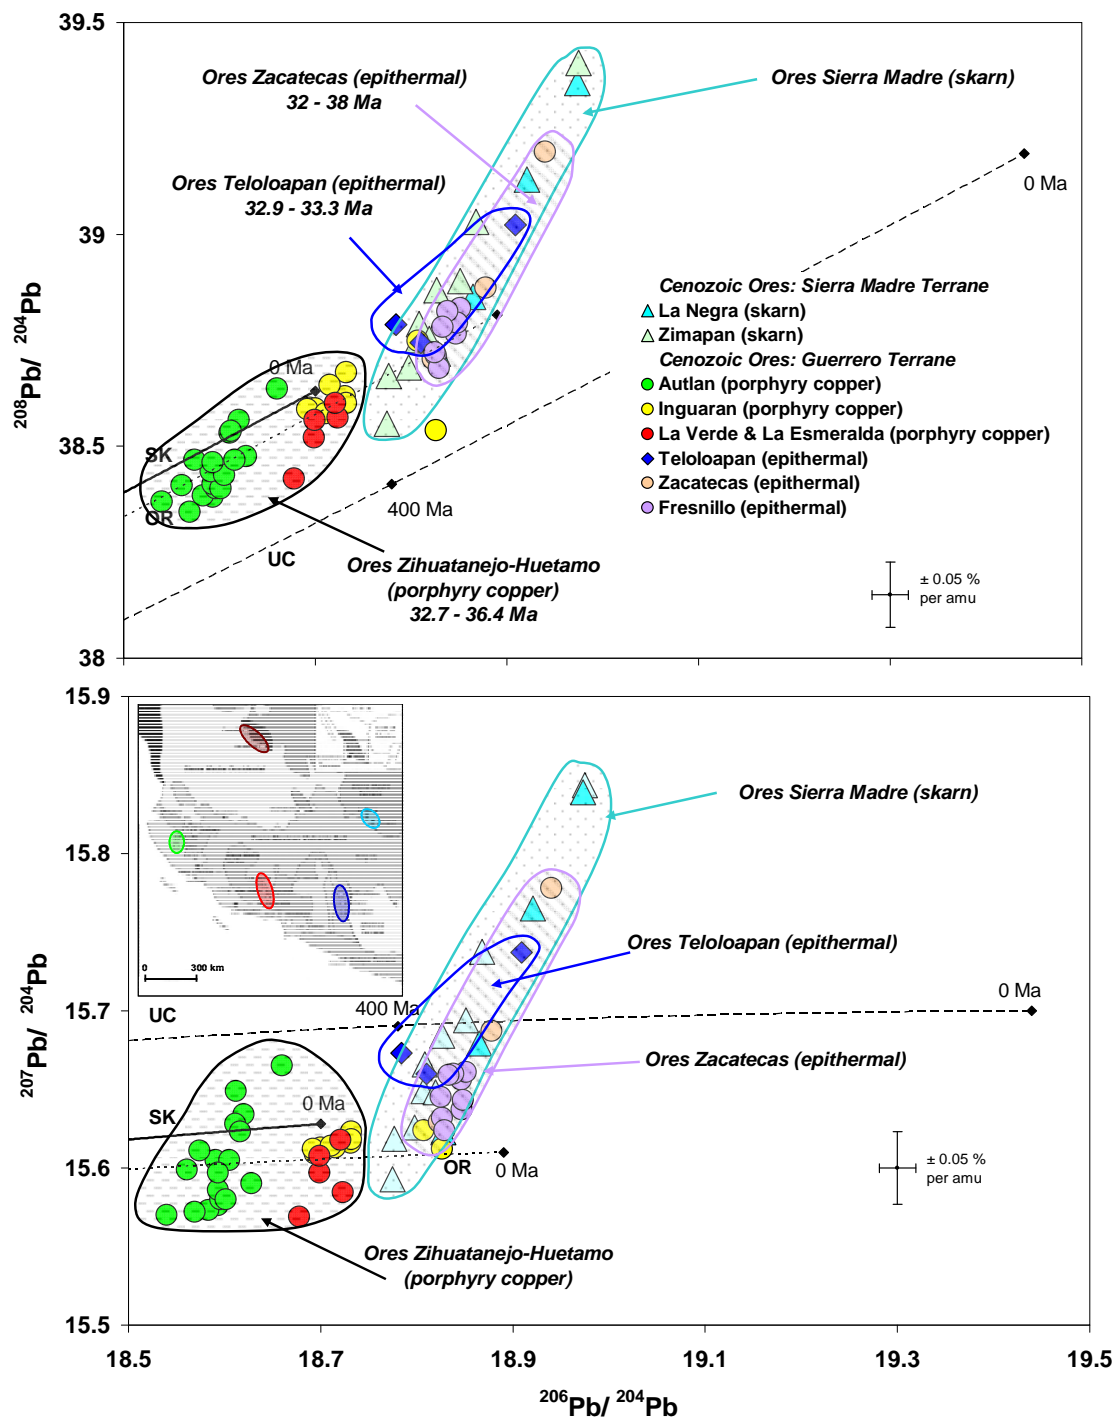 39.5
Ores Zacatecas (epithermal)
32 - 38 Ma
Ores Sierra Madre (skarn)
Ores Teloloapan (epithermal)
32.9 - 33.3 Ma
0 Ma
39
208Pb/ 204Pb
Cenozoic Ores: Sierra Madre Terrane
La Negra (skarn)
Zimapan (skarn)
Cenozoic Ores: Guerrero Terrane
Autlan (porphyry copper)
Inguaran (porphyry copper)
La Verde & La Esmeralda (porphyry copper)
Teloloapan (epithermal)
Zacatecas (epithermal)
Fresnillo (epithermal)
0 Ma
38.5
SK
OR
400 Ma
UC
Ores Zihuatanejo-Huetamo
(porphyry copper)
32.7 - 36.4 Ma
± 0.05 %
per amu
38
15.9
Ores Sierra Madre (skarn)
15.8
Ores Teloloapan (epithermal)
0 300 km
0 Ma
400 Ma
UC
15.7
207Pb/ 204Pb
Ores Zacatecas (epithermal)
0 Ma
SK
OR
0 Ma
± 0.05 %
per amu
15.6
Ores Zihuatanejo-Huetamo
(porphyry copper)
15.5
18.5 18.7 18.9 19.1 19.3 19.5
206Pb/ 204Pb